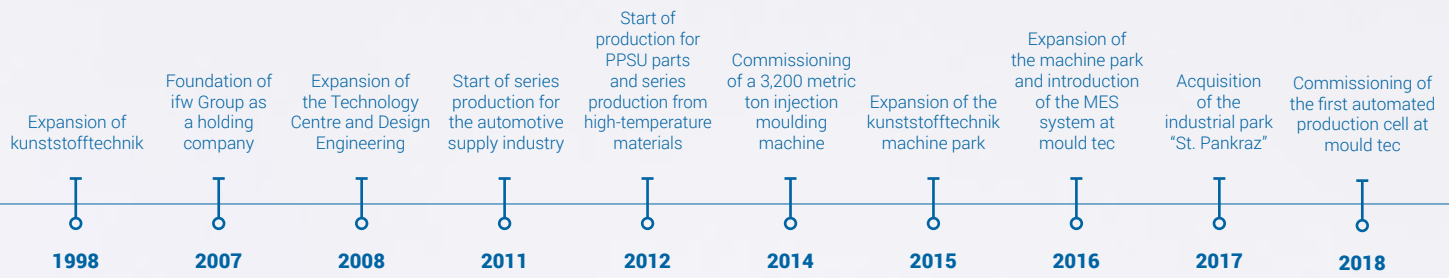 Expansion of
kunststofftechnik
1998
Foundation of
ifw Group as
a holding
company
2007
Expansion of
the Technology
Centre and Design
Engineering
2008
Start of series
production for
the automotive
supply industry
2011
Start of
production for
PPSU parts
and series
production from
high-temperature
materials
2012
Commissioning
of a 3,200 metric
ton injection
moulding
machine
2014
Expansion of the
kunststofftechnik
machine park
2015
Expansion of
the machine park
and introduction
of the MES
system at
mould tec
2016
Acquisition
of the
industrial park
“St. Pankraz”
2017
Commissioning of
the first automated
production cell at
mould tec
2018